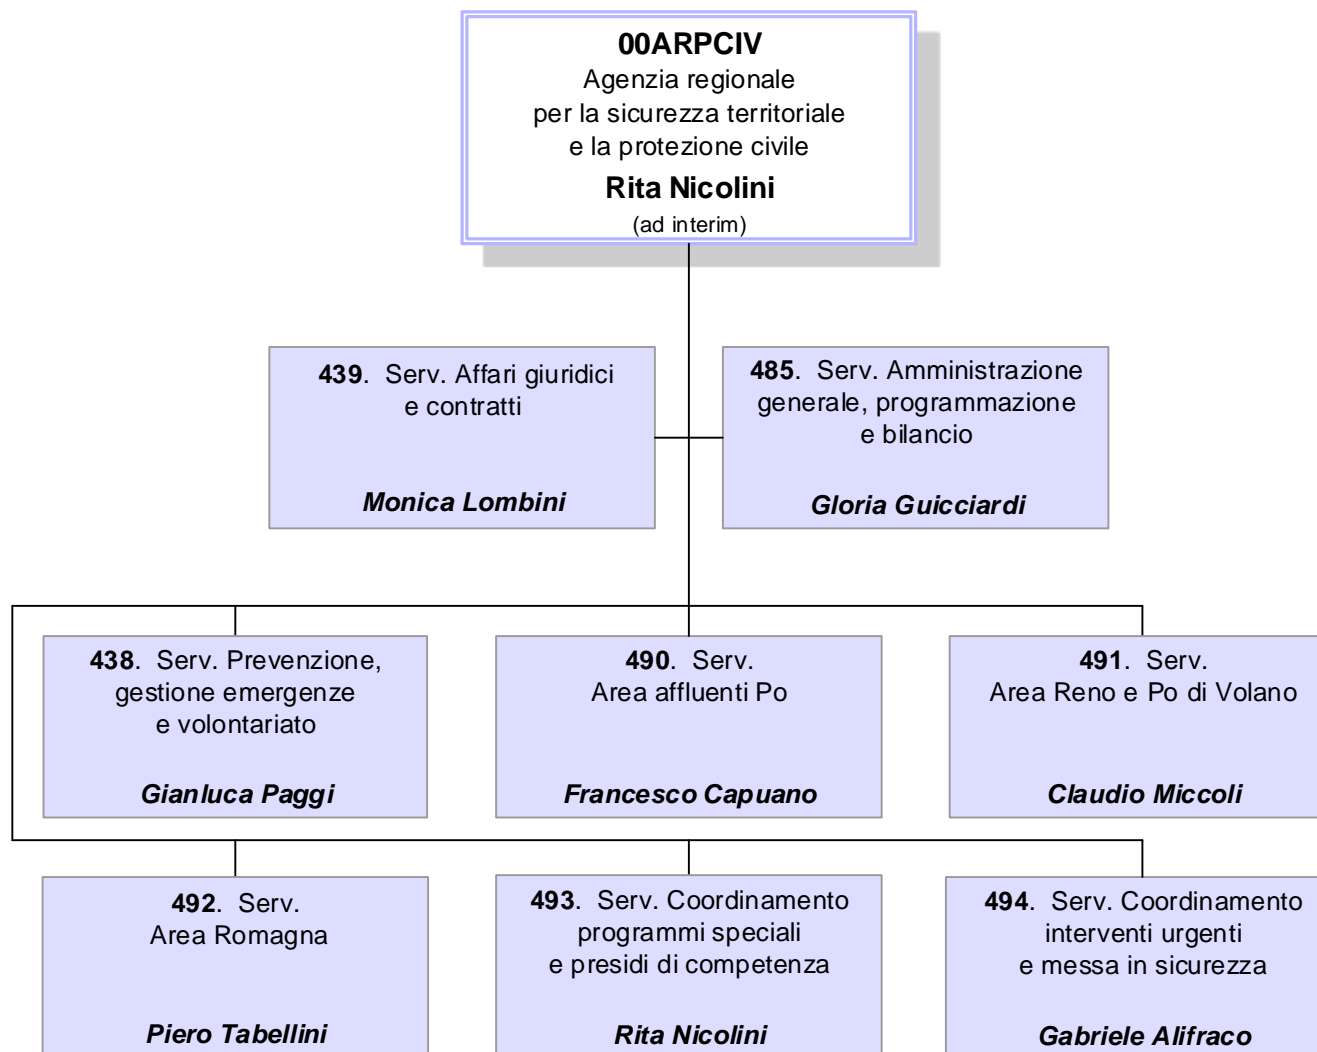 00ARPCIV
Agenzia regionale
per la sicurezza territoriale
e la protezione civile
Rita Nicolini
(ad interim)
439. Serv. Affari giuridici
e contratti
Monica Lombini
485. Serv. Amministrazione
generale, programmazione
e bilancio
Gloria Guicciardi
438. Serv. Prevenzione,
gestione emergenze
e volontariato
Gianluca Paggi
490. Serv.
Area affluenti Po
Francesco Capuano
491. Serv.
Area Reno e Po di Volano
Claudio Miccoli
492. Serv.
Area Romagna
Piero Tabellini
493. Serv. Coordinamento
programmi speciali
e presidi di competenza
Rita Nicolini
494. Serv. Coordinamento
interventi urgenti
e messa in sicurezza
Gabriele Alifraco